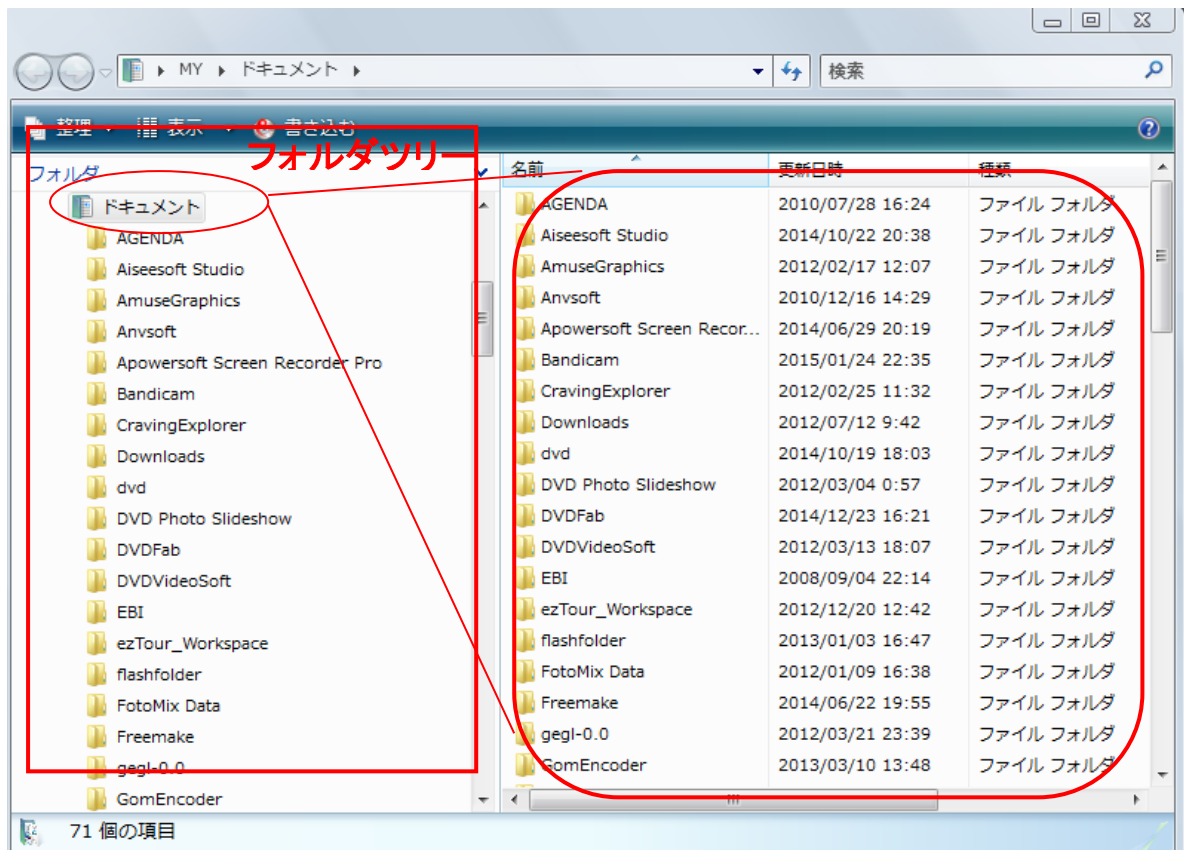 MY ドキュメント
検索
整理 表示 書き込む
フォルダツリー
フォルダ
ドキュメント
AGENDA
Aiseesoft Studio
AmuseGraphics
Anvsoft
Apowersoft Screen Recorder Pro
Bandicam
CravingExplorer
Downloads
dvd
DVD Photo Slideshow
DVDFab
DVDVideoSoft
EBI
ezTour_Workspace
flashfolder
FotoMix Data
Freemake
gegl-0.0
GomEncoder
名前 更新日時 種類
AGENDA 2010/07/28 16:24 ファイル フォルダ
Aiseesoft Studio 2014/10/22 20:38 ファイル フォルダ
AmuseGraphics 2012/02/17 12:07 ファイル フォルダ
Anvsoft 2010/12/16 14:29 ファイル フォルダ
Apowersoft Screen Recor... 2014/06/29 20:19 ファイル フォルダ
Bandicam 2015/01/24 22:35 ファイル フォルダ
CravingExplorer 2012/02/25 11:32 ファイル フォルダ
Downloads 2012/07/12 9:42 ファイル フォルダ
dvd 2014/10/19 18:03 ファイル フォルダ
DVD Photo Slideshow 2012/03/04 0:57 ファイル フォルダ
DVDFab 2014/12/23 16:21 ファイル フォルダ
DVDVideoSoft 2012/03/13 18:07 ファイル フォルダ
EBI 2008/09/04 22:14 ファイル フォルダ
ezTour_Workspace 2012/12/20 12:42 ファイル フォルダ
flashfolder 2013/01/03 16:47 ファイル フォルダ
FotoMix Data 2012/01/09 16:38 ファイル フォルダ
Freemake 2014/06/22 19:55 ファイル フォルダ
gegl-0.0 2012/03/21 23:39 ファイル フォルダ
GomEncoder 2013/03/10 13:48 ファイル フォルダ
71 個の項目